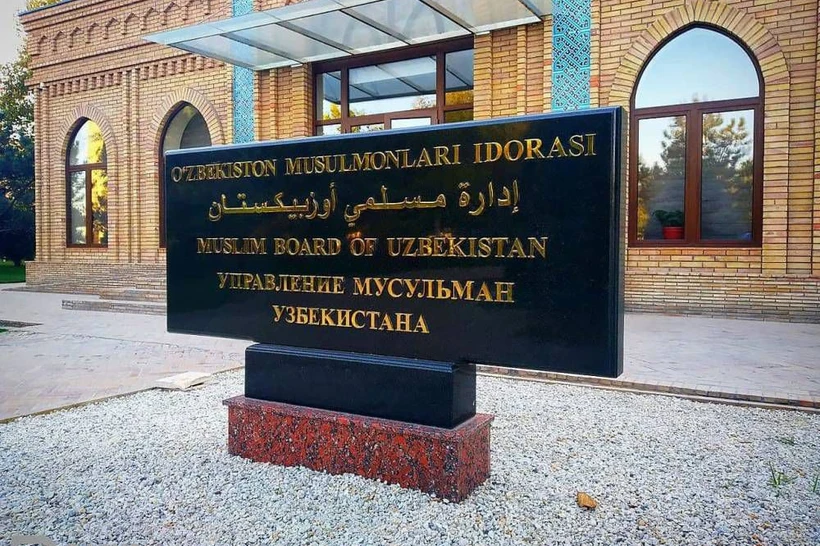 O'ZBEKISTON MUSULMONLARI IDORASI
إدارة مسلمي أوزبيكستان
MUSLIM BOARD OF UZBEKISTAN
УПРАВЛЕНИЕ МУСУЛЬМАН
УЗБЕКИСТАНА